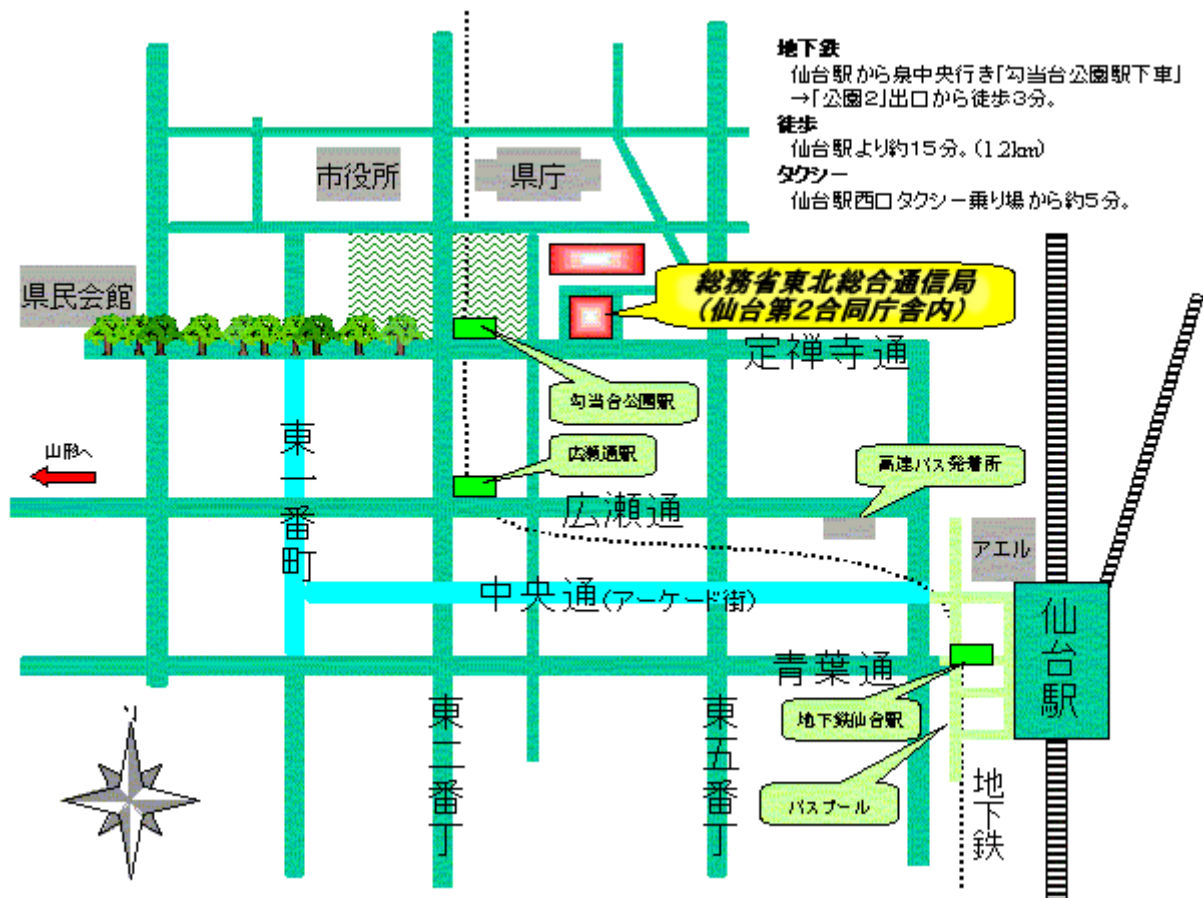 地下鉄
仙台駅から泉中央行き「勾当台公園駅下車」
→「公園2」出口から徒歩3分。
徒歩
仙台駅より約15分。(1.2km)
タクシー
仙台駅西口タクシー乗り場から約5分。
市役所
県庁
県民会館
総務省東北総合通信局
(仙台第2合同庁舎内)
定禅寺通
勾当台公園駅
東一番町
山形へ
広瀬通駅
高速バス発着所
広瀬通
アエル
中央通(アーケード街)
仙台駅
青葉通
地下鉄仙台駅
東二番丁
東五番丁
バスプール
地下鉄
N